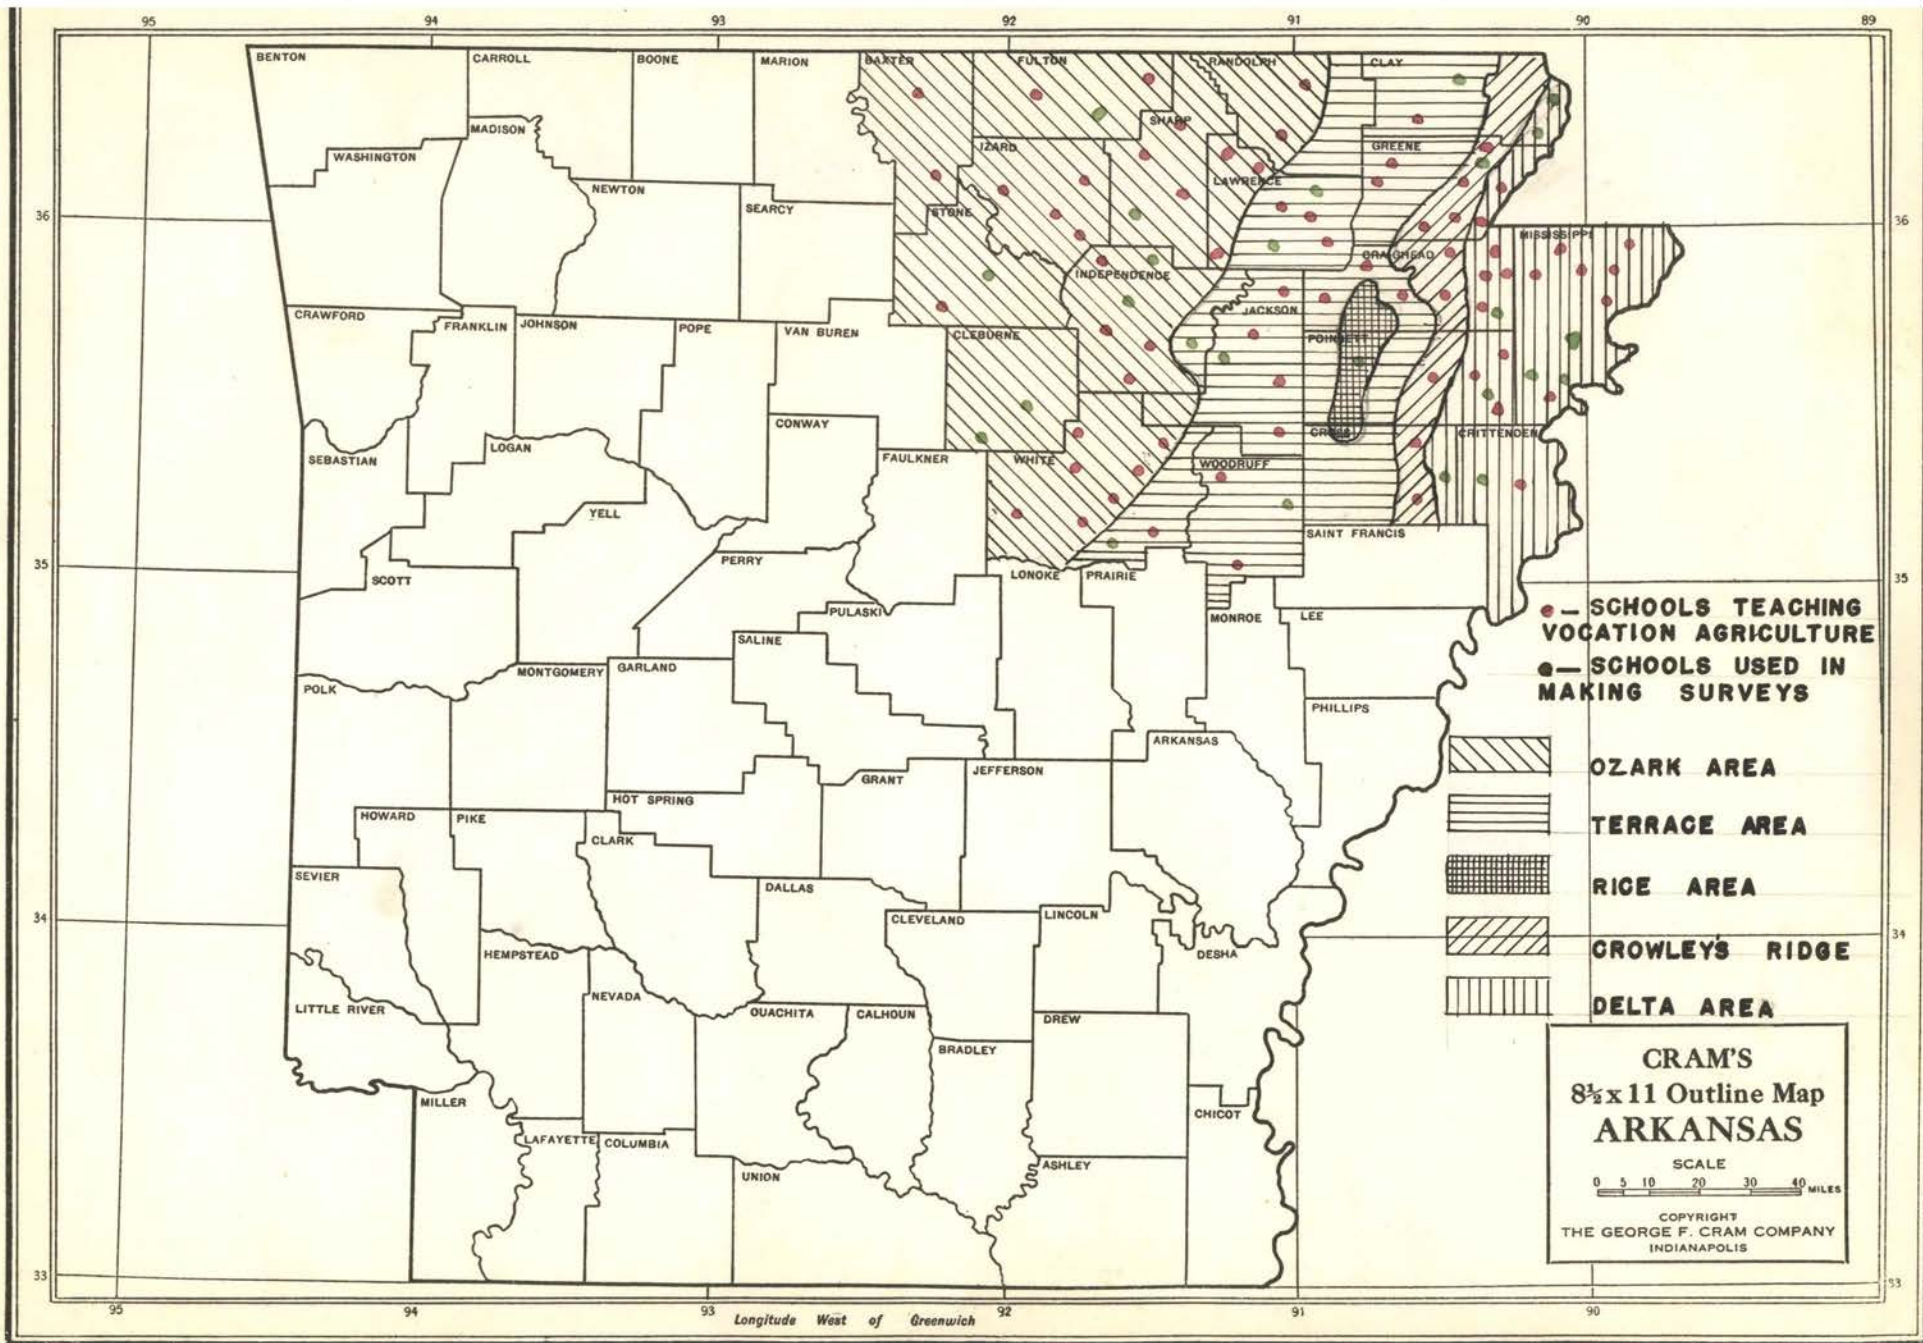 95 94 93 92 91 90 89
BENTON CARROLL BOONE MARION BAXTER FULTON RANDOLPH CLAY
MADISON SHARP
WASHINGTON IZARD GREENE
NEWTON LAWRENCE
SEARCY STONE
36 36
MISSISSIPPI
CRAIGHEAD
INDEPENDENCE
CRAWFORD FRANKLIN JOHNSON POPE VAN BUREN CLEBURNE JACKSON POINSETT
CONWAY
SEBASTIAN LOGAN FAULKNER WHITE WOODRUFF CROSS CRITTENDEN
YELL
SAINT FRANCIS
35 35
SCOTT PERRY LONOKE PRAIRIE
PULASKI MONROE LEE
SALINE
POLK MONTGOMERY GARLAND
PHILLIPS
ARKANSAS
GRANT JEFFERSON
HOT SPRING
HOWARD PIKE CLARK
SEVIER DALLAS
CLEVELAND LINCOLN
34 34
HEMPSTEAD DESHA
NEVADA
LITTLE RIVER OUACHITA CALHOUN DREW
BRADLEY
MILLER CHICOT
LAFAYETTE COLUMBIA
UNION ASHLEY
33 33
95 94 93 92 91 90
Longitude West of Greenwich
— SCHOOLS TEACHING
VOCATION AGRICULTURE
— SCHOOLS USED IN
MAKING SURVEYS
OZARK AREA
TERRACE AREA
RICE AREA
CROWLEY'S RIDGE
DELTA AREA
CRAM'S
8½ x 11 Outline Map
ARKANSAS
SCALE
0 5 10 20 30 40 MILES
COPYRIGHT
THE GEORGE F. CRAM COMPANY
INDIANAPOLIS